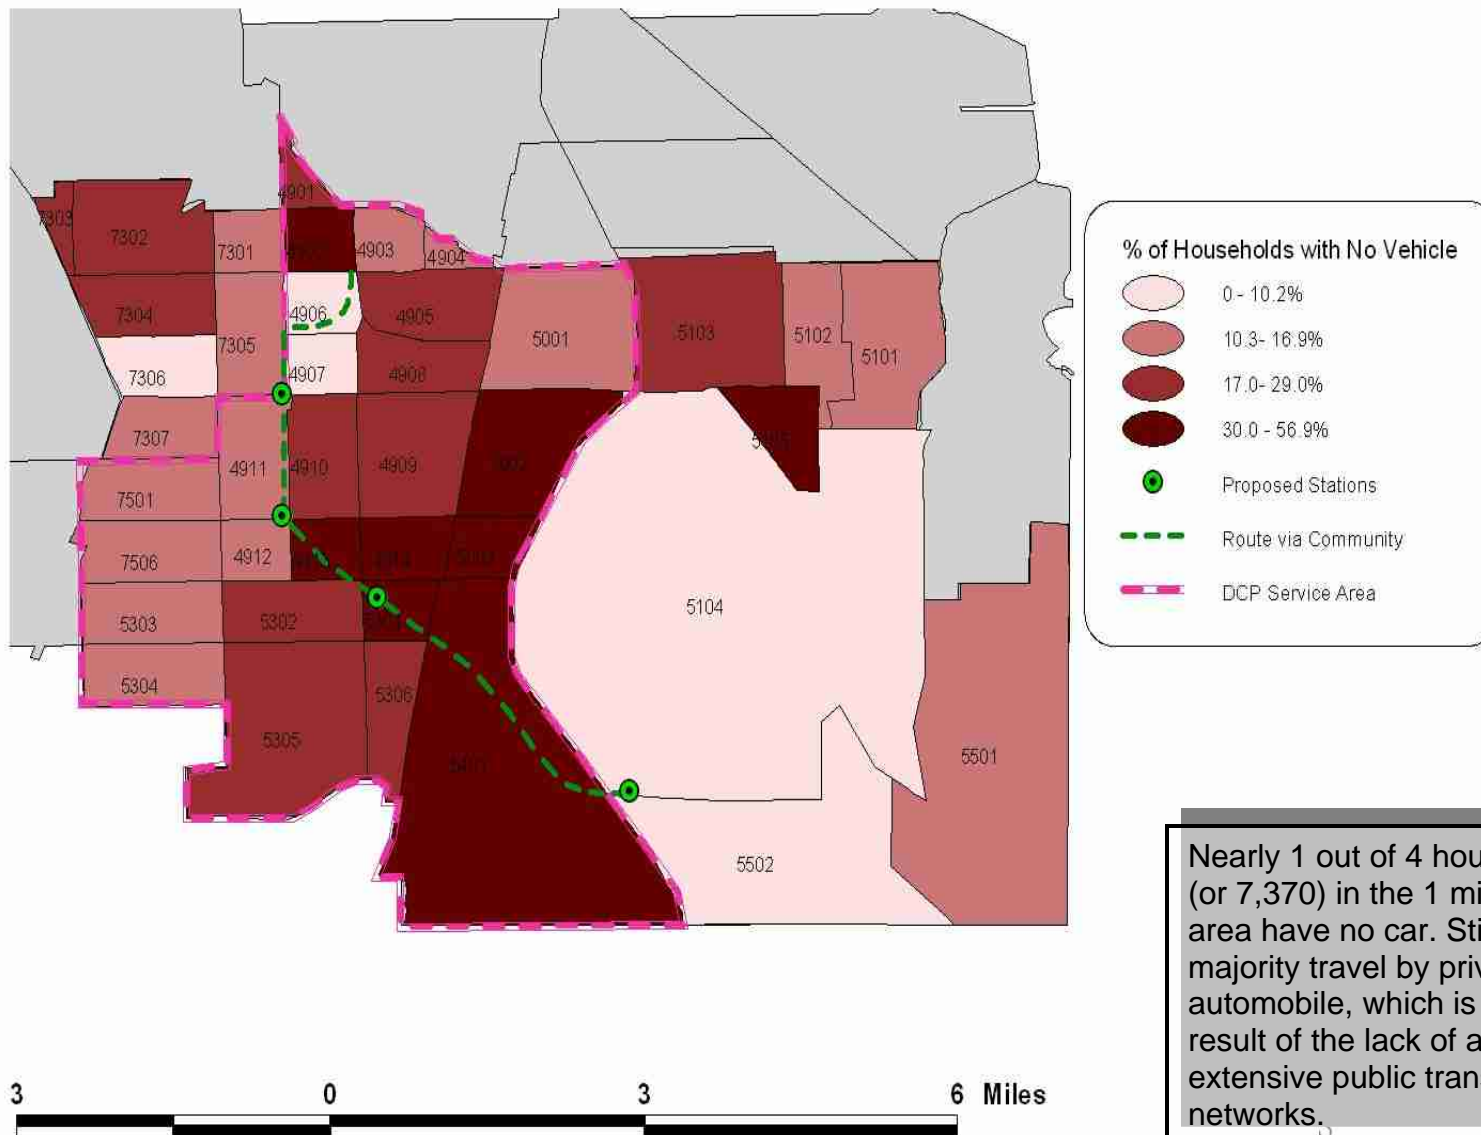 4901
7303
7302
7301
4903
4904
7304
7305
4906
4905
5001
5103
5102
5101
7306
4907
4908
7307
4911
4910
4909
7501
7506
4912
5104
5303
5302
5304
5306
5305
5501
5502
% of Households with No Vehicle
0 - 10.2%
10.3- 16.9%
17.0- 29.0%
30.0 - 56.9%
Proposed Stations
Route via Community
DCP Service Area
Nearly 1 out of 4 hou
(or 7,370) in the 1 mi
area have no car. Sti
majority travel by priv
automobile, which is
result of the lack of a
extensive public tran
networks.
3 0 3 6 Miles